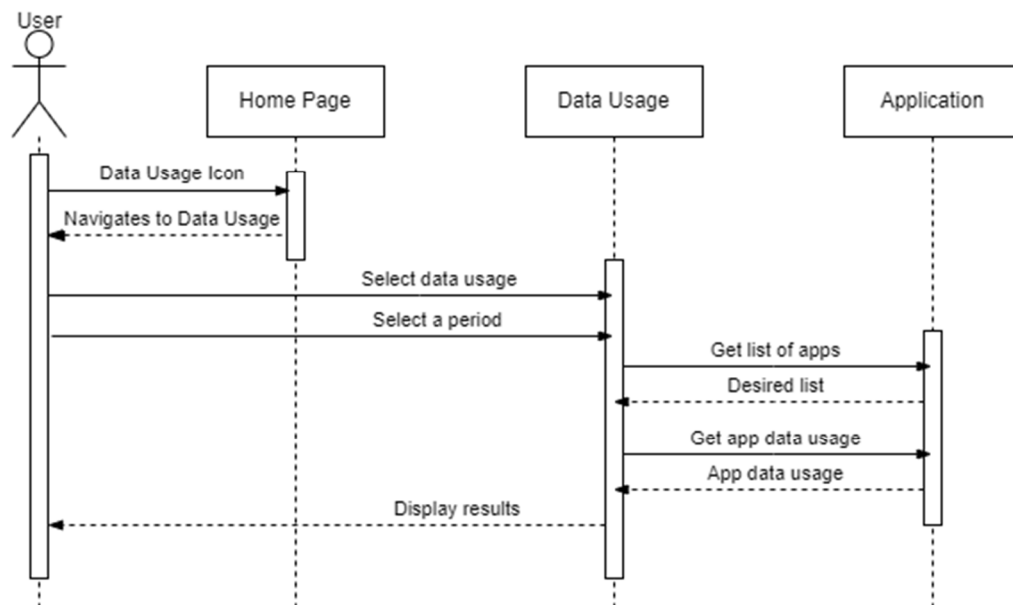 User
Home Page
Data Usage
Application
Data Usage Icon
Navigates to Data Usage
Select data usage
Select a period
Get list of apps
Desired list
Get app data usage
App data usage
Display results